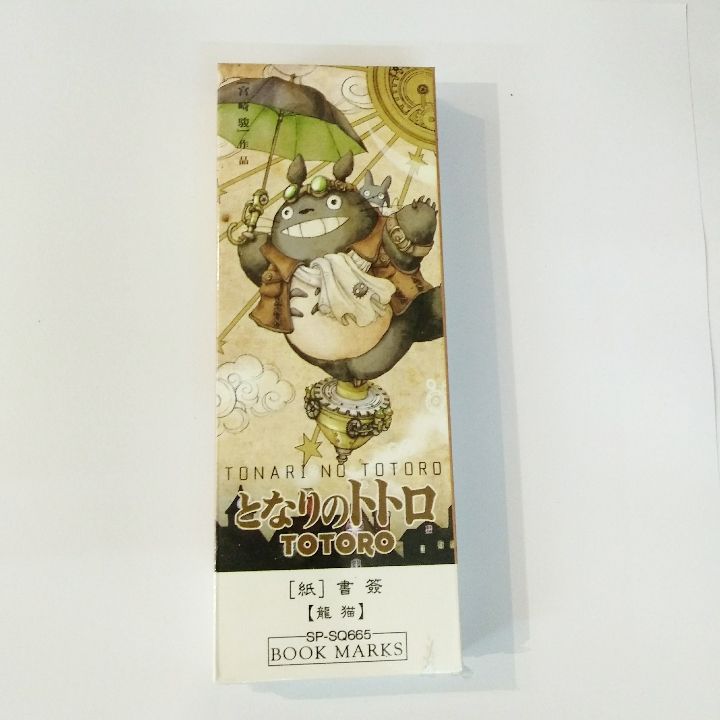 宮崎駿作品
TONARI NO TOTORO
となりのトトロ
TOTORO
[紙]書簽
【龍猫】
SP-SQ665
BOOK MARKS